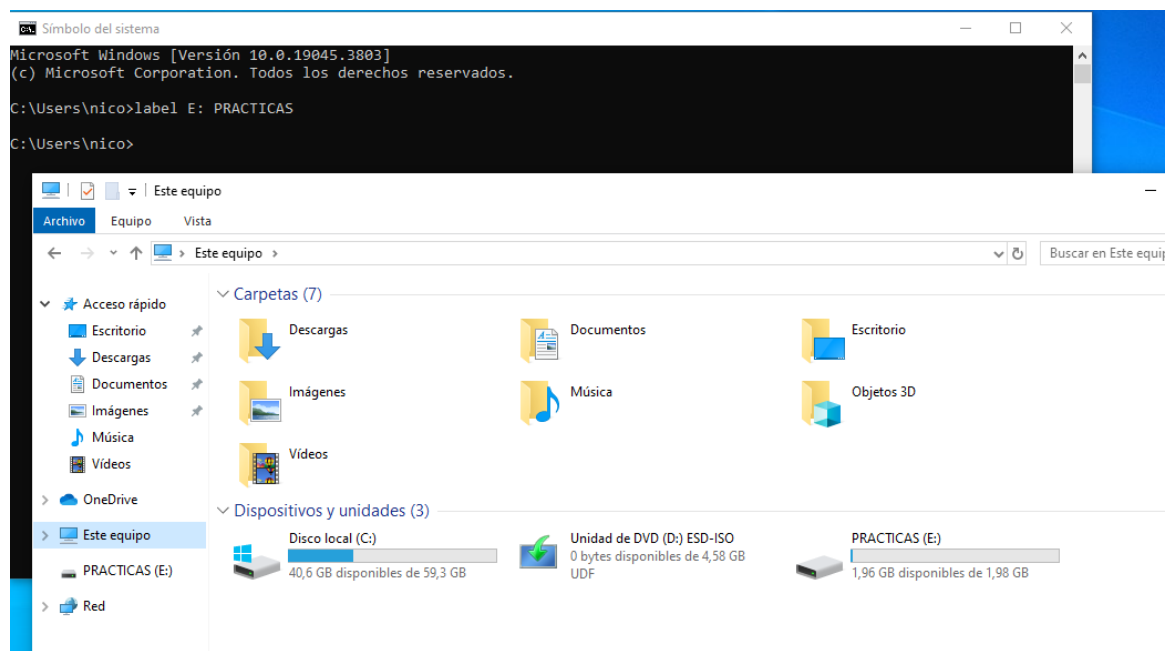 Símbolo del sistema
Microsoft Windows [Versión 10.0.19045.3803]
(c) Microsoft Corporation. Todos los derechos reservados.
C:\Users\nico>label E: PRACTICAS
C:\Users\nico>
Este equipo
Archivo Equipo Vista
Este equipo
Buscar en Este equip
Acceso rápido
Escritorio
Descargas
Documentos
Imágenes
Música
Vídeos
OneDrive
Este equipo
PRACTICAS (E:)
Red
Carpetas (7)
Descargas
Documentos
Escritorio
Imágenes
Música
Objetos 3D
Vídeos
Dispositivos y unidades (3)
Disco local (C:)
40,6 GB disponibles de 59,3 GB
Unidad de DVD (D:) ESD-ISO
0 bytes disponibles de 4,58 GB
UDF
PRACTICAS (E:)
1,96 GB disponibles de 1,98 GB